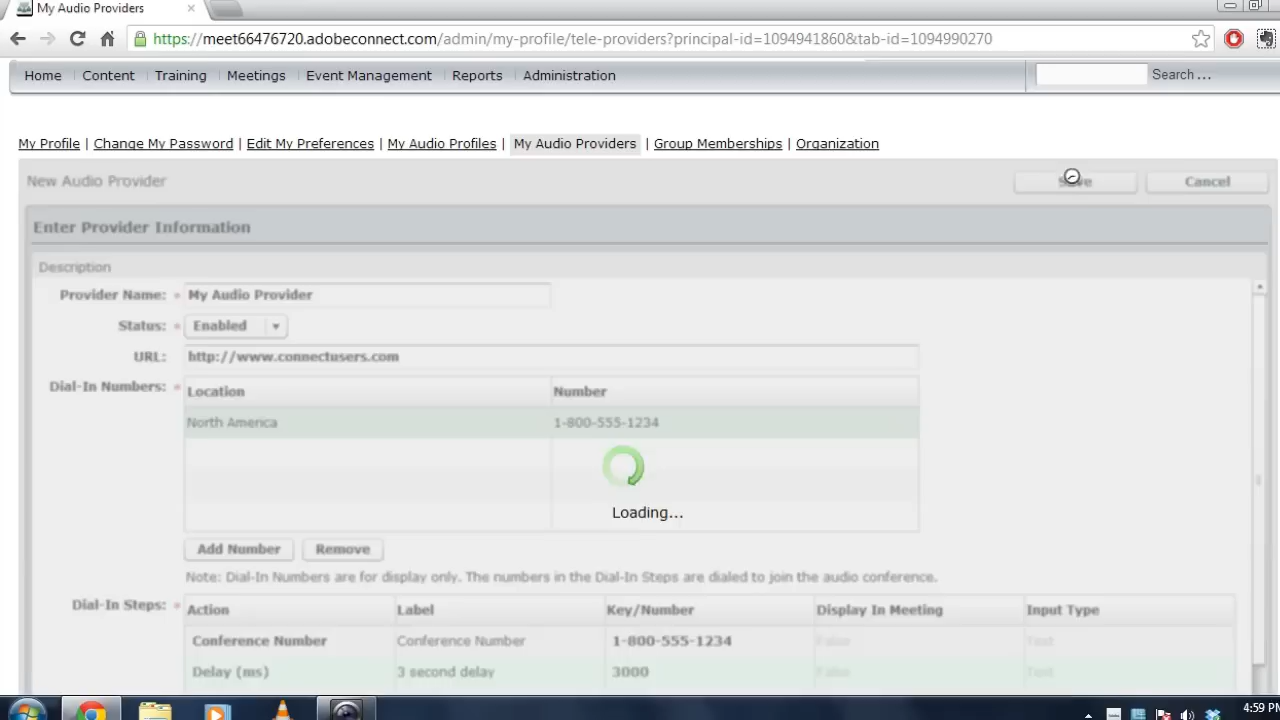 My Audio Providers
https://meet66476720.adobeconnect.com/admin/my-profile/tele-providers?principal-id=1094941860&tab-id=1094990270
Home Content Training Meetings Event Management Reports Administration Search ...
My Profile | Change My Password | Edit My Preferences | My Audio Profiles | My Audio Providers | Group Memberships | Organization
New Audio Provider Save Cancel
Enter Provider Information
Description
Provider Name: * My Audio Provider
Status: * Enabled
URL: http://www.connectusers.com
Dial-In Numbers: * Location Number
North America 1-800-555-1234
Loading...
Add Number Remove
Note: Dial-In Numbers are for display only. The numbers in the Dial-In Steps are dialed to join the audio conference.
Dial-In Steps: * Action Label Key/Number Display In Meeting Input Type
Conference Number Conference Number 1-800-555-1234 False Text
Delay (ms) 3 second delay 3000 False Text
4:59 PM